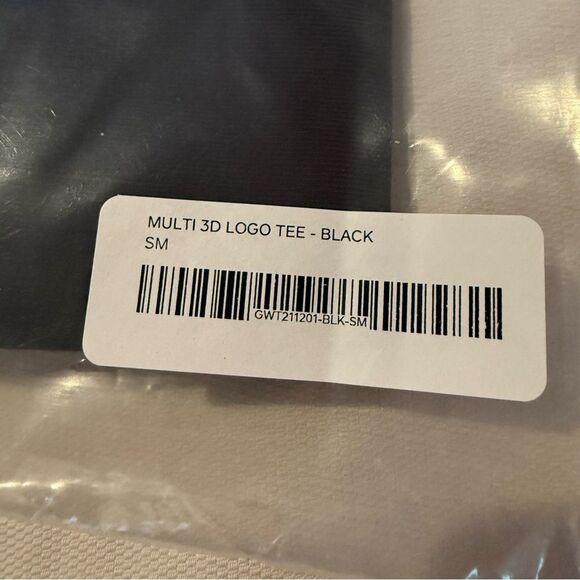 MULTI 3D LOGO TEE - BLACK
SM
GWT211201-BLK-SM